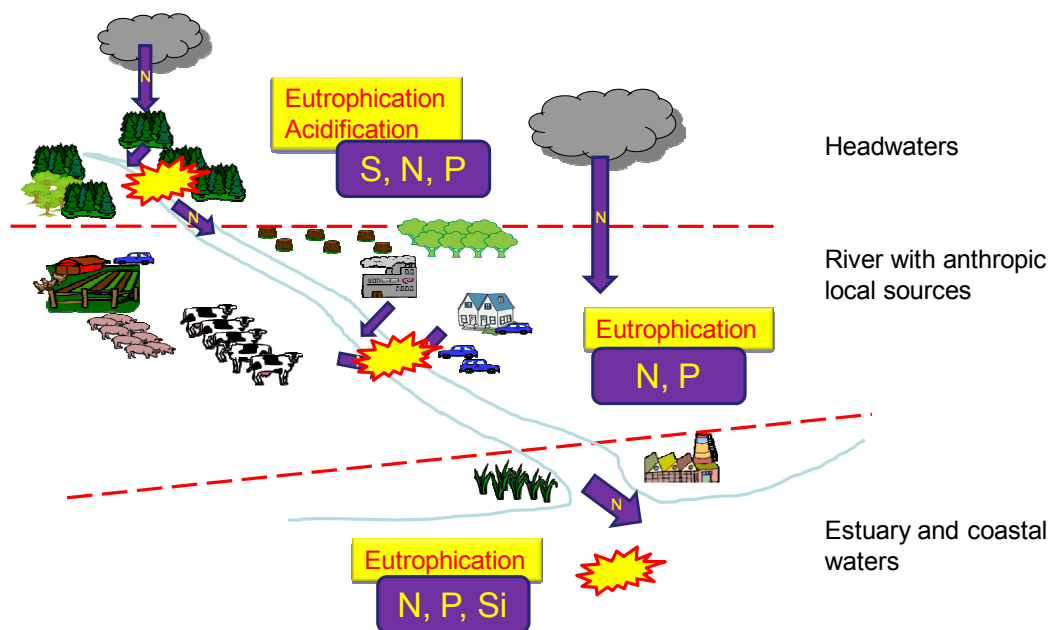 N
Eutrophication
Acidification
S, N, P
Headwaters
N
N
River with anthropic
local sources
Eutrophication
N, P
N
Estuary and coastal
waters
Eutrophication
N, P, Si